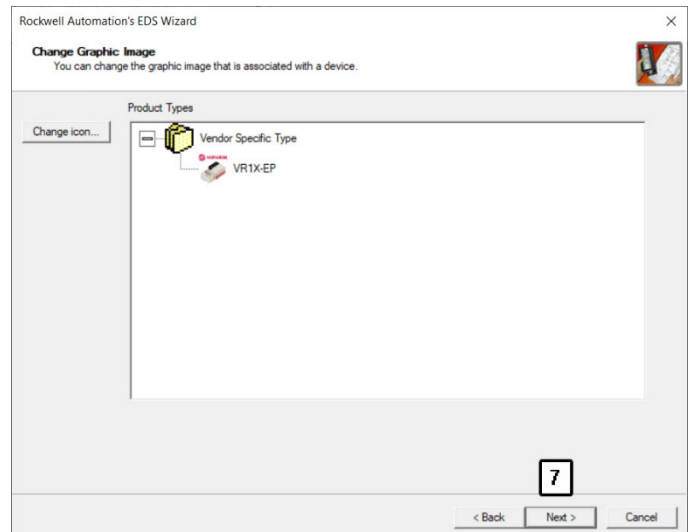 Rockwell Automation's EDS Wizard
Change Graphic Image
You can change the graphic image that is associated with a device.
Product Types
Change icon...
Vendor Specific Type
VR1X-EP
7
< Back
Next >
Cancel